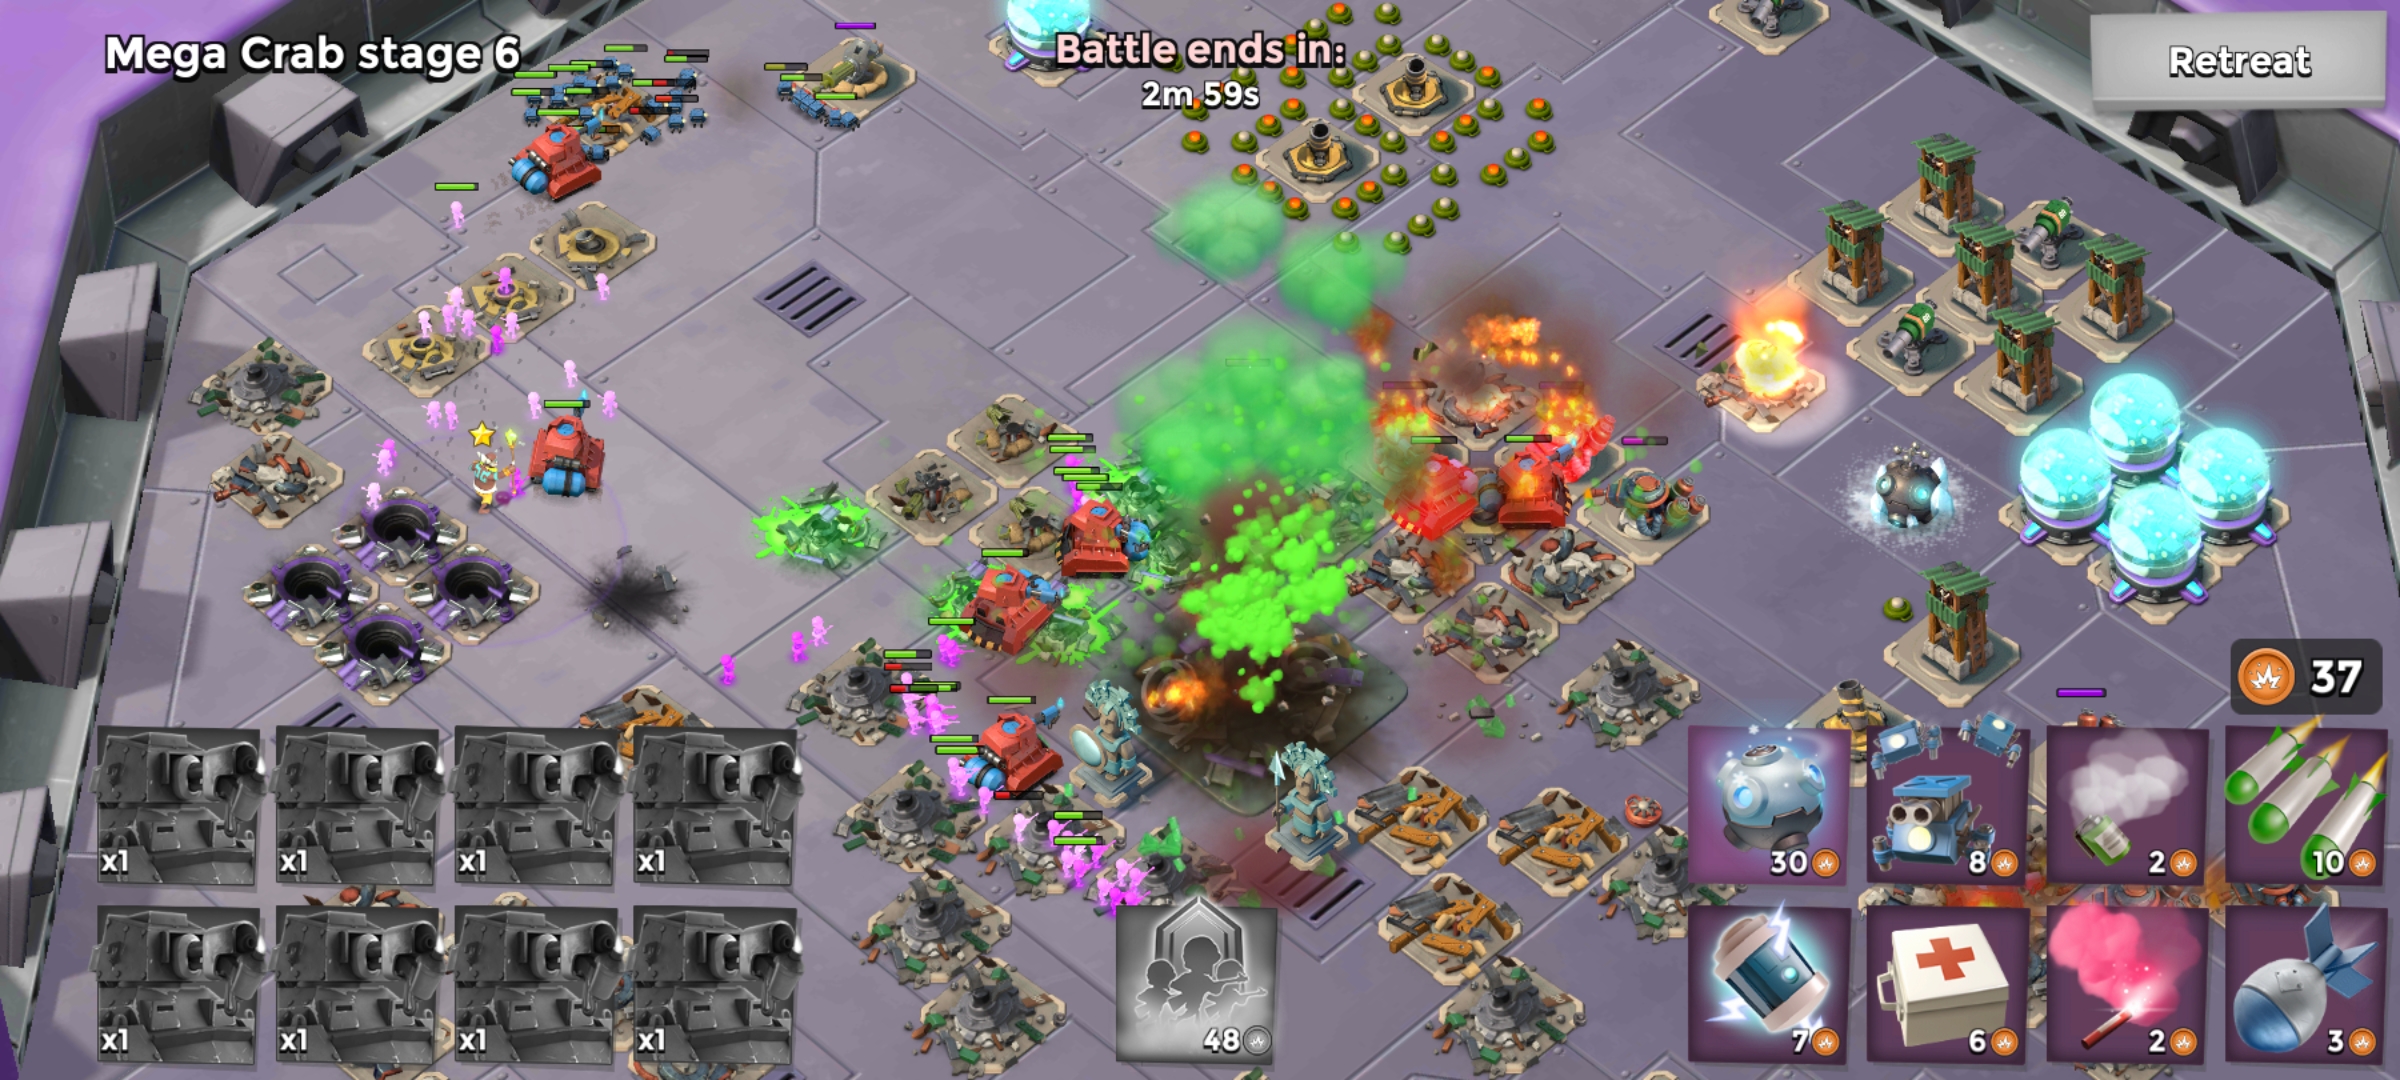 Mega Crab stage 6
Battle ends in:
2m 59s
Retreat
37
x1
x1
x1
x1
30
8
2
10
x1
x1
x1
x1
48
7
6
2
3